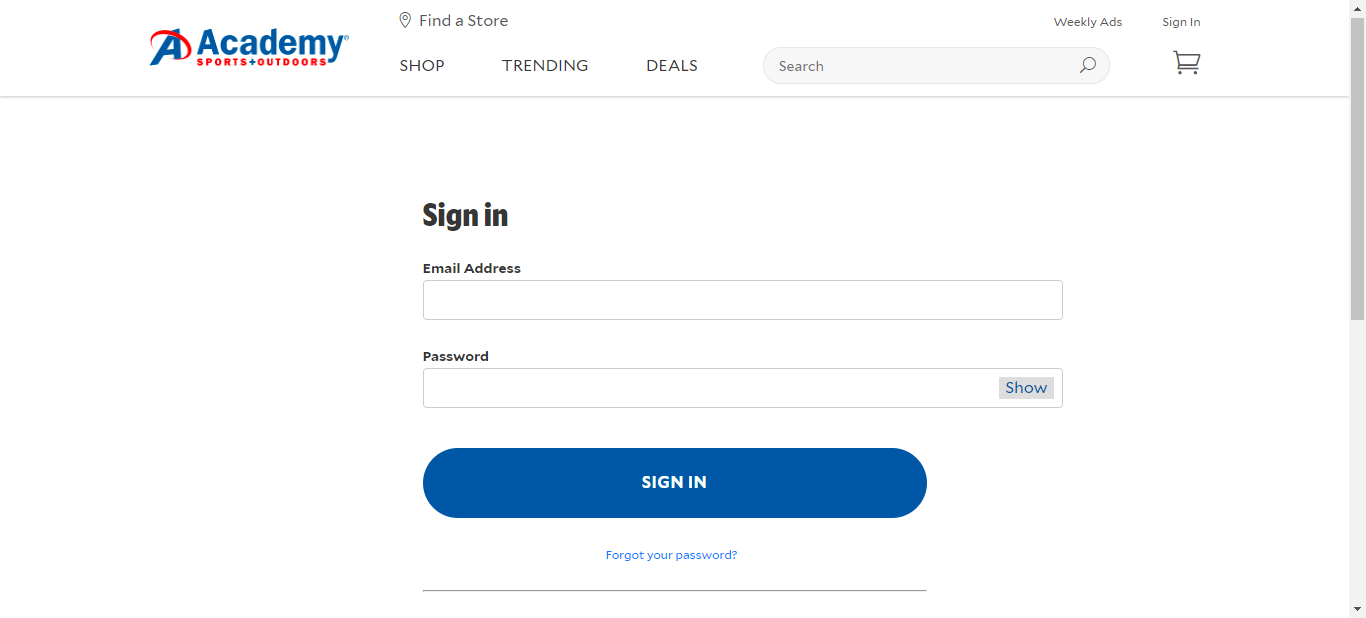 Find a Store
Weekly Ads
Sign In
Academy
SPORTS+OUTDOORS
SHOP
TRENDING
DEALS
Search
Sign in
Email Address
Password
Show
SIGN IN
Forgot your password?